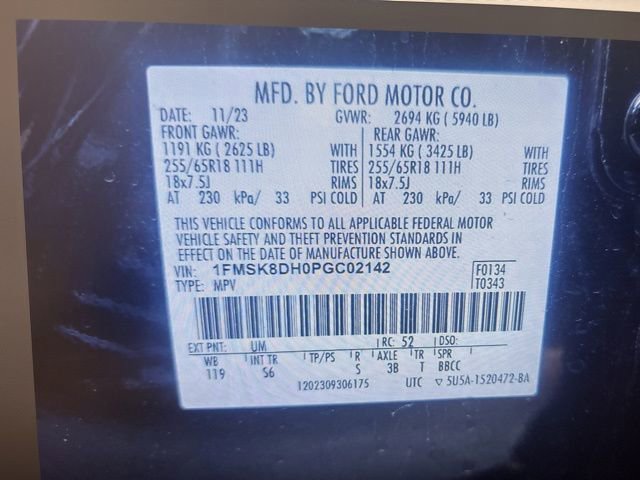 MFD. BY FORD MOTOR CO.
DATE: 11/23 GVWR: 2694 KG ( 5940 LB)
FRONT GAWR: REAR GAWR:
1191 KG ( 2625 LB) WITH 1554 KG ( 3425 LB) WITH
255/65R18 111H TIRES 255/65R18 111H TIRES
18x7.5J RIMS 18x7.5J RIMS
AT 230 kPa/ 33 PSI COLD AT 230 kPa/ 33 PSI COLD
THIS VEHICLE CONFORMS TO ALL APPLICABLE FEDERAL MOTOR
VEHICLE SAFETY AND THEFT PREVENTION STANDARDS IN
EFFECT ON THE DATE OF MANUFACTURE SHOWN ABOVE.
VIN: 1FMSK8DH0PGC02142 F0134
TYPE: MPV T0343
EXT PNT: UM RC: 52 DSO:
WB INT TR TP/PS R AXLE TR SPR
119 S6 S 3B T BBCC
1202309306175 UTC ▽ 5U5A-1520472-BA